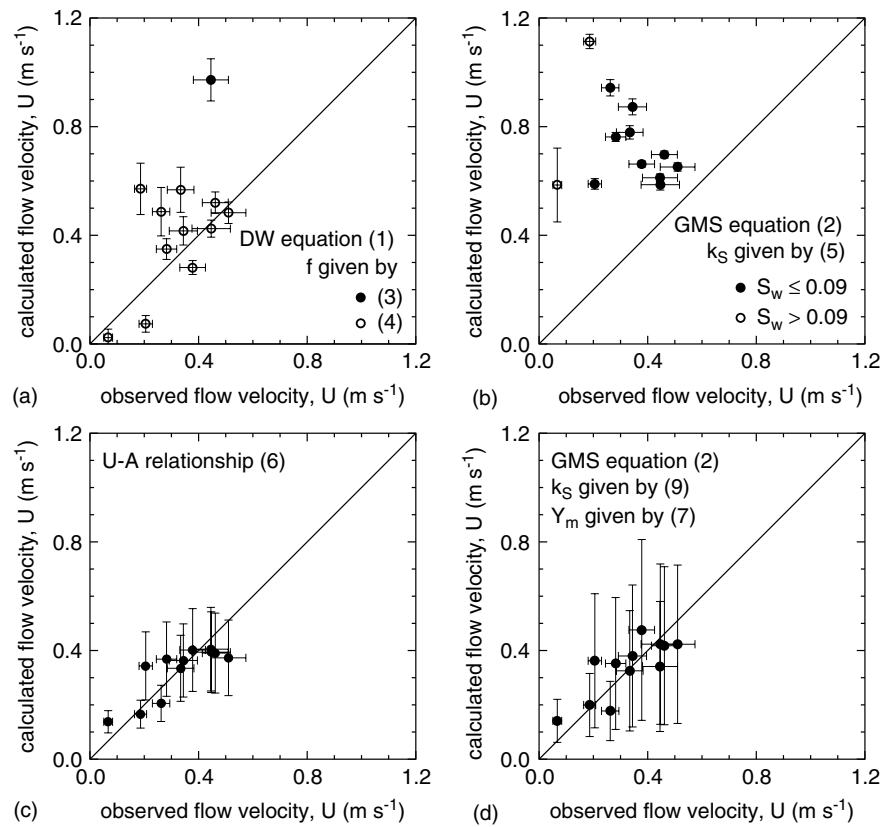 1.2
0.8
0.4
0.0
0.0 0.4 0.8 1.2
calculated flow velocity, U (m s⁻¹)
observed flow velocity, U (m s⁻¹)
DW equation (1)
f given by
● (3)
○ (4)
(a)
1.2
0.8
0.4
0.0
0.0 0.4 0.8 1.2
calculated flow velocity, U (m s⁻¹)
observed flow velocity, U (m s⁻¹)
GMS equation (2)
k_S given by (5)
● S_w ≤ 0.09
○ S_w > 0.09
(b)
1.2
0.8
0.4
0.0
0.0 0.4 0.8 1.2
calculated flow velocity, U (m s⁻¹)
observed flow velocity, U (m s⁻¹)
U-A relationship (6)
(c)
1.2
0.8
0.4
0.0
0.0 0.4 0.8 1.2
calculated flow velocity, U (m s⁻¹)
observed flow velocity, U (m s⁻¹)
GMS equation (2)
k_S given by (9)
Y_m given by (7)
(d)